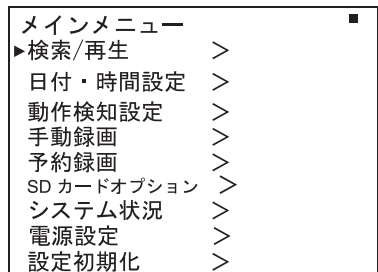 メインメニュー ■
▶検索/再生 ＞
日付・時間設定 ＞
動作検知設定 ＞
手動録画 ＞
予約録画 ＞
SD カードオプション ＞
システム状況 ＞
電源設定 ＞
設定初期化 ＞